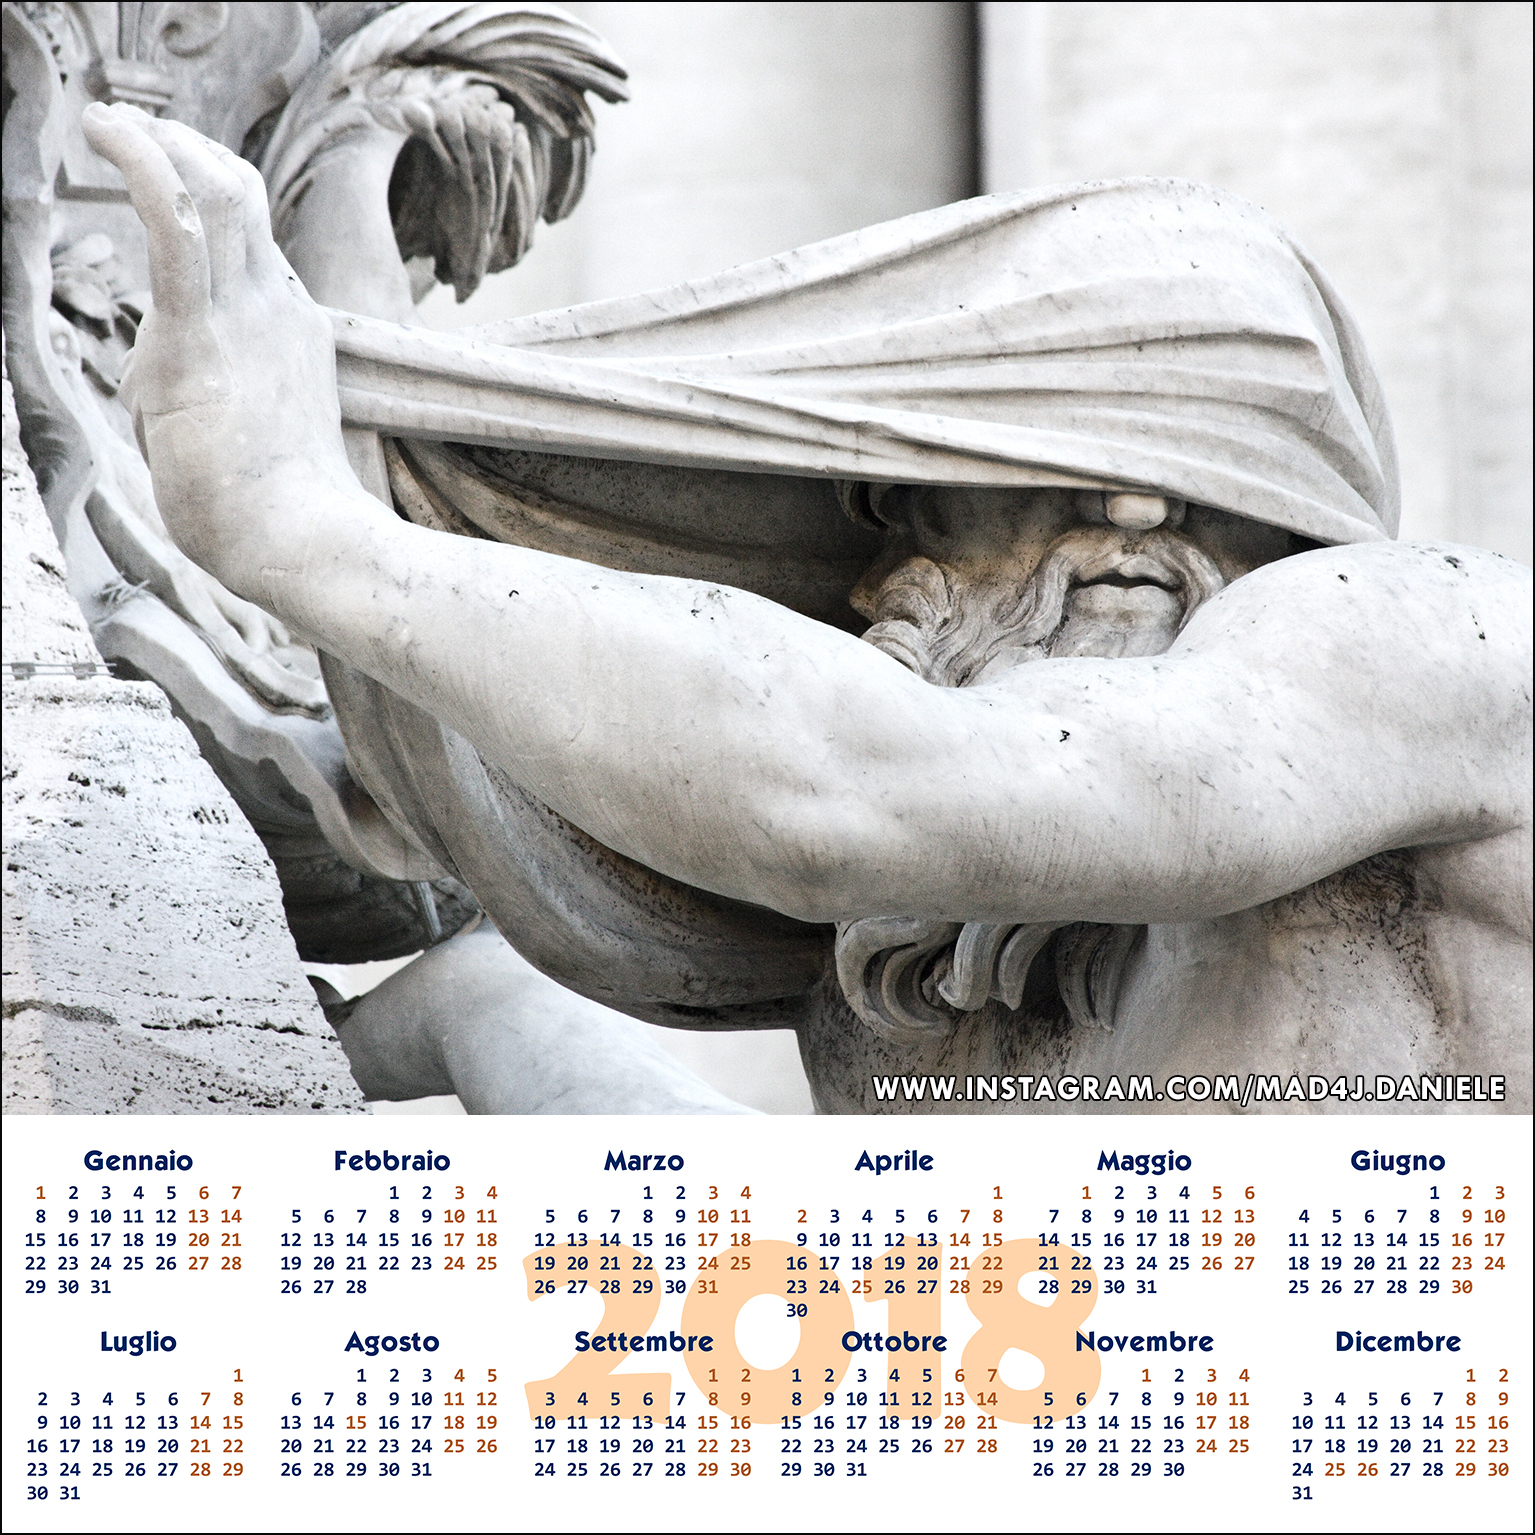 WWW.INSTAGRAM.COM/MAD4J.DANIELE
2018
Gennaio
1 2 3 4 5 6 7
8 9 10 11 12 13 14
15 16 17 18 19 20 21
22 23 24 25 26 27 28
29 30 31
Febbraio
1 2 3 4
5 6 7 8 9 10 11
12 13 14 15 16 17 18
19 20 21 22 23 24 25
26 27 28
Marzo
1 2 3 4
5 6 7 8 9 10 11
12 13 14 15 16 17 18
19 20 21 22 23 24 25
26 27 28 29 30 31
Aprile
1
2 3 4 5 6 7 8
9 10 11 12 13 14 15
16 17 18 19 20 21 22
23 24 25 26 27 28 29
30
Maggio
1 2 3 4 5 6
7 8 9 10 11 12 13
14 15 16 17 18 19 20
21 22 23 24 25 26 27
28 29 30 31
Giugno
1 2 3
4 5 6 7 8 9 10
11 12 13 14 15 16 17
18 19 20 21 22 23 24
25 26 27 28 29 30
Luglio
1
2 3 4 5 6 7 8
9 10 11 12 13 14 15
16 17 18 19 20 21 22
23 24 25 26 27 28 29
30 31
Agosto
1 2 3 4 5
6 7 8 9 10 11 12
13 14 15 16 17 18 19
20 21 22 23 24 25 26
26 28 29 30 31
Settembre
1 2
3 4 5 6 7 8 9
10 11 12 13 14 15 16
17 18 19 20 21 22 23
24 25 26 27 28 29 30
Ottobre
1 2 3 4 5 6 7
8 9 10 11 12 13 14
15 16 17 18 19 20 21
22 23 24 25 26 27 28
29 30 31
Novembre
1 2 3 4
5 6 7 8 9 10 11
12 13 14 15 16 17 18
19 20 21 22 23 24 25
26 27 28 29 30
Dicembre
1 2
3 4 5 6 7 8 9
10 11 12 13 14 15 16
17 18 19 20 21 22 23
24 25 26 27 28 29 30
31